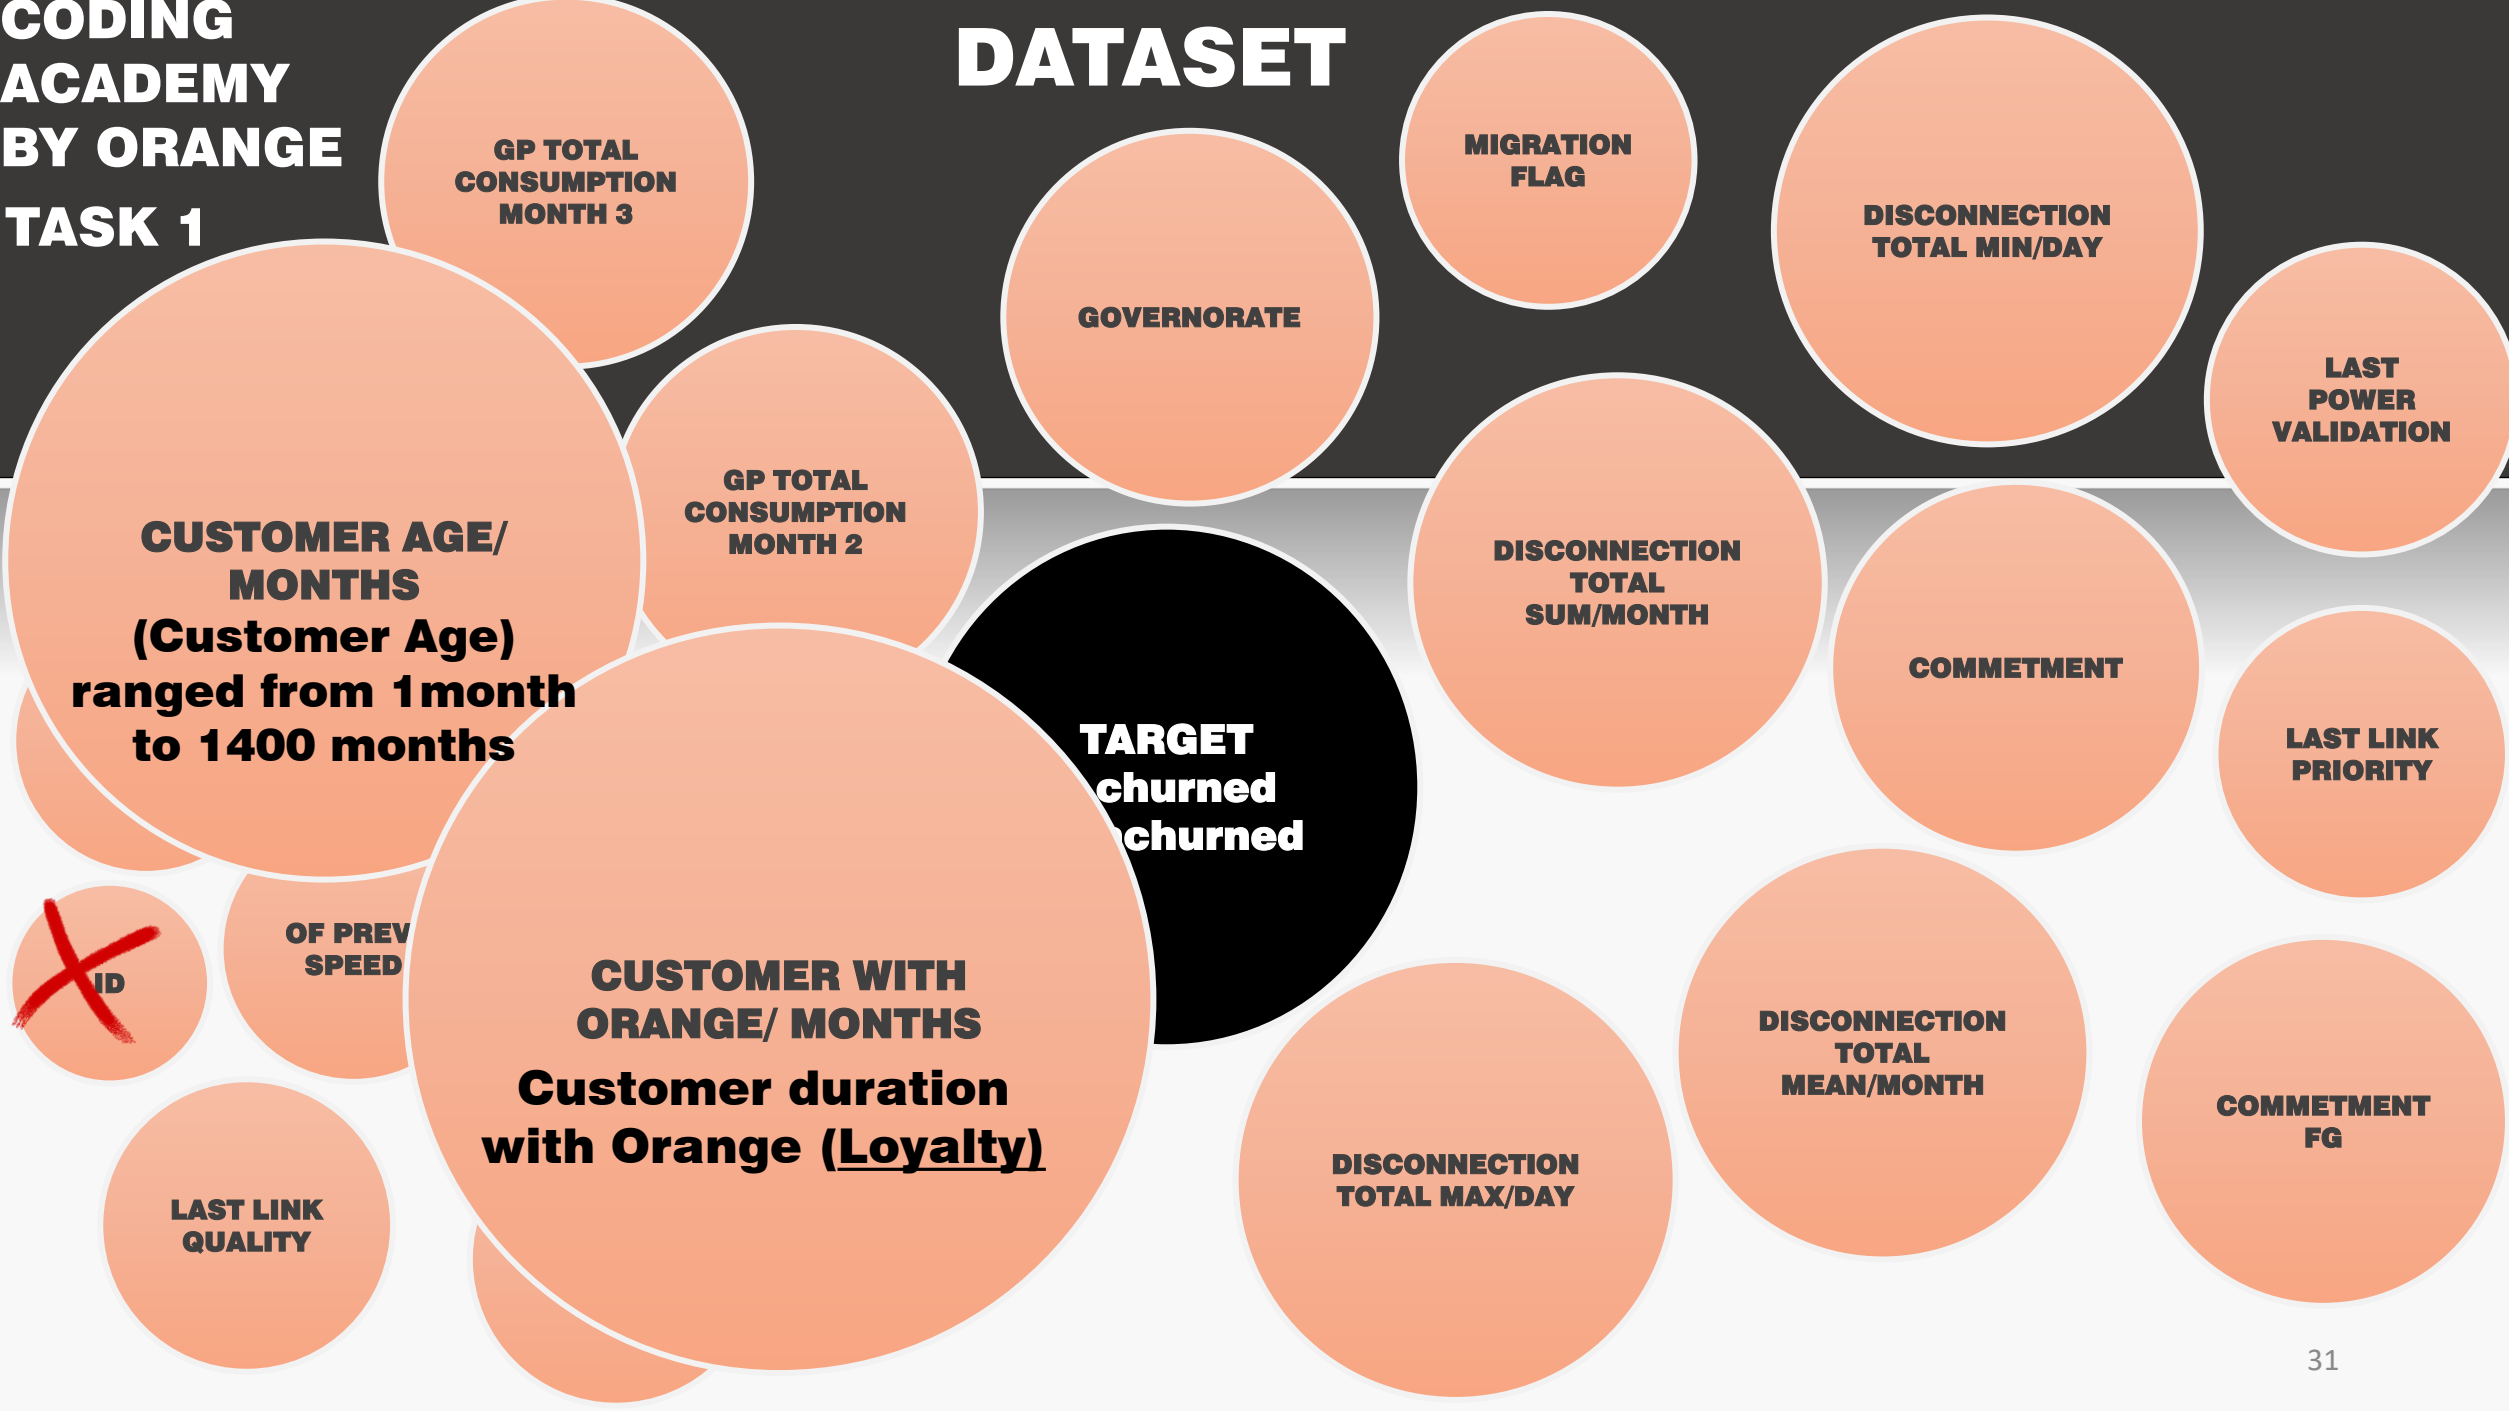 CODING
ACADEMY
BY ORANGE
TASK 1
DATASET
GP TOTAL
CONSUMPTION
MONTH 3
MIGRATION
FLAG
DISCONNECTION
TOTAL MIN/DAY
GOVERNORATE
LAST
POWER
VALIDATION
GP TOTAL
CONSUMPTION
MONTH 2
CUSTOMER AGE/
MONTHS
(Customer Age)
ranged from 1month
to 1400 months
DISCONNECTION
TOTAL
SUM/MONTH
COMMETMENT
TARGET
churned
churned
LAST LINK
PRIORITY
ID
OF PREV
SPEED
CUSTOMER WITH
ORANGE/ MONTHS
Customer duration
with Orange (Loyalty)
DISCONNECTION
TOTAL
MEAN/MONTH
COMMETMENT
FG
DISCONNECTION
TOTAL MAX/DAY
LAST LINK
QUALITY
31